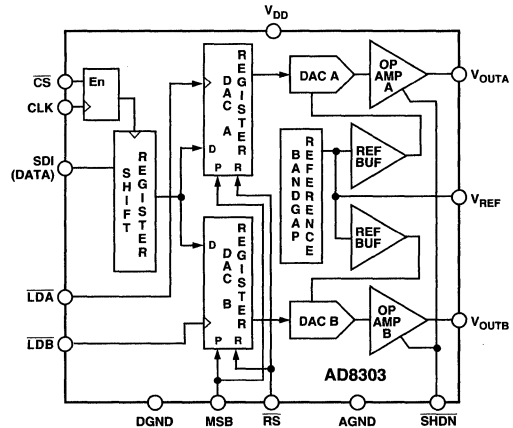 VDD
CS
En
CLK
SDI
(DATA)
SHIFT
REGISTER
DAC A
REGISTER
D
P R
DAC A
OP
AMP
A
VOUTA
BANDGAP
REFERENCE
REF
BUF
VREF
REF
BUF
LDA
DAC B
REGISTER
D
P R
DAC B
OP
AMP
B
VOUTB
LDB
AD8303
DGND
MSB
RS
AGND
SHDN